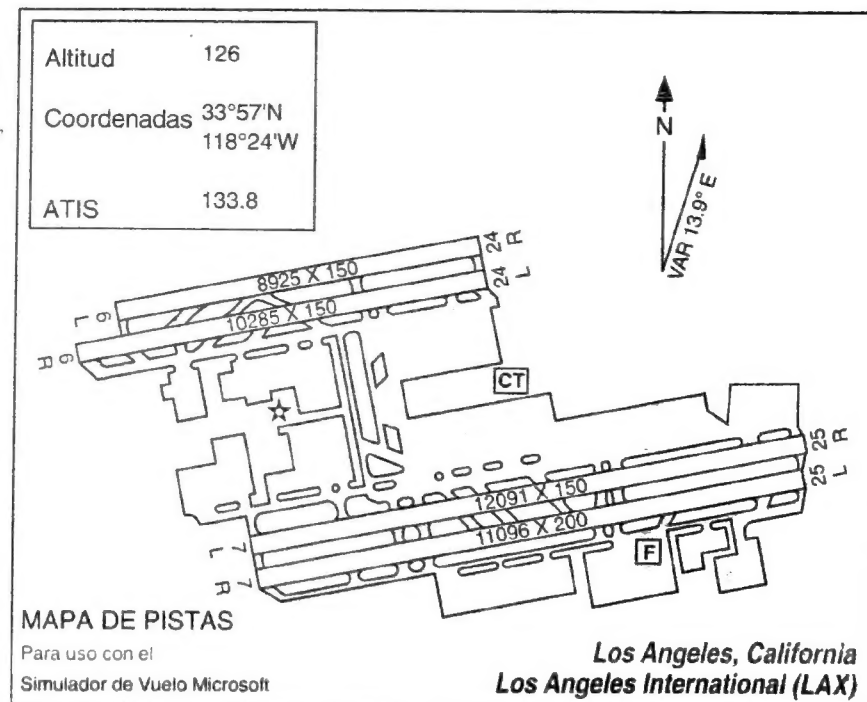 Altitud 126
Coordenadas 33°57'N
118°24'W
ATIS 133.8
N
VAR 13.9° E
24 R
24 L
8925 X 150
10285 X 150
6 L
6 R
CT
25 R
25 L
12091 X 150
11096 X 200
7 L
7 R
F
MAPA DE PISTAS
Para uso con el
Simulador de Vuelo Microsoft
Los Angeles, California
Los Angeles International (LAX)